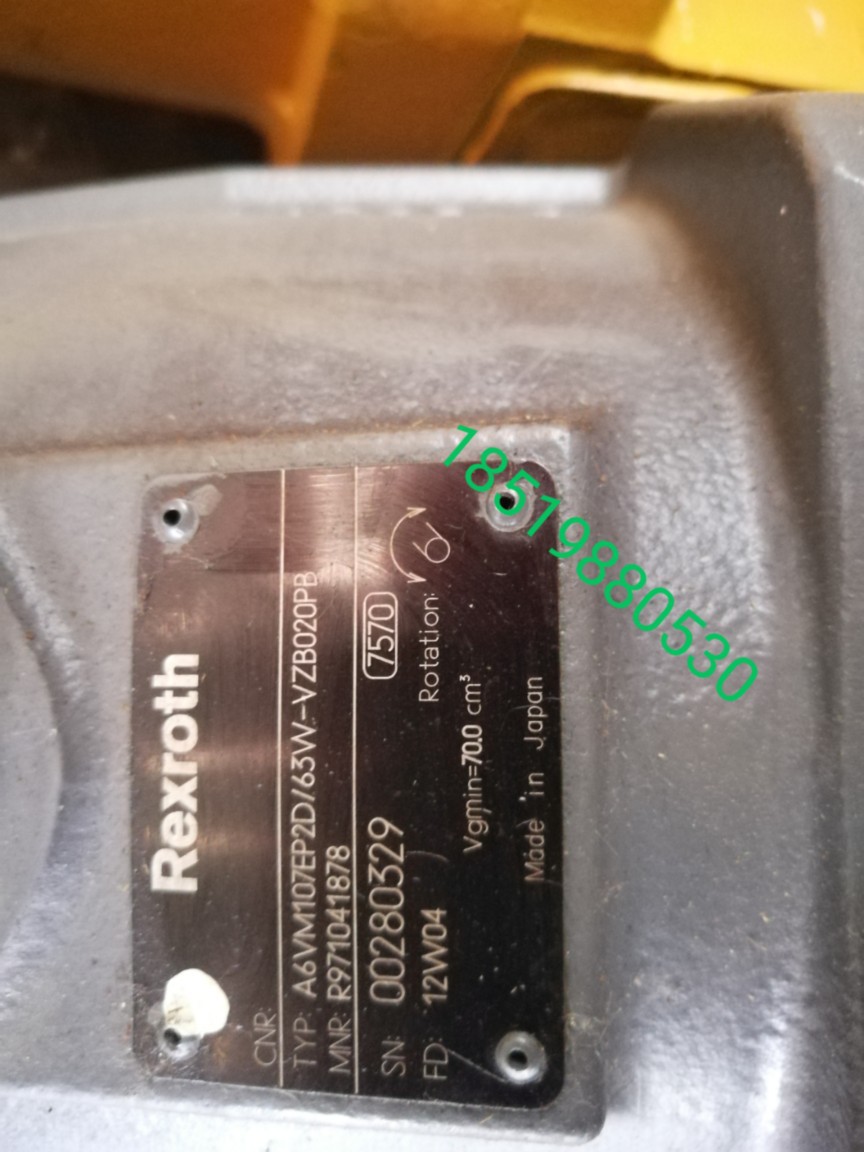 Rexroth
CNR:
TYP: A6VM107EP2D/63W-VZB020PB
MNR: R971041878
SN: 00280329 7570
FD: 12W04 Rotation:
Vgmin=70.0 cm³
Made in Japan
18519880530